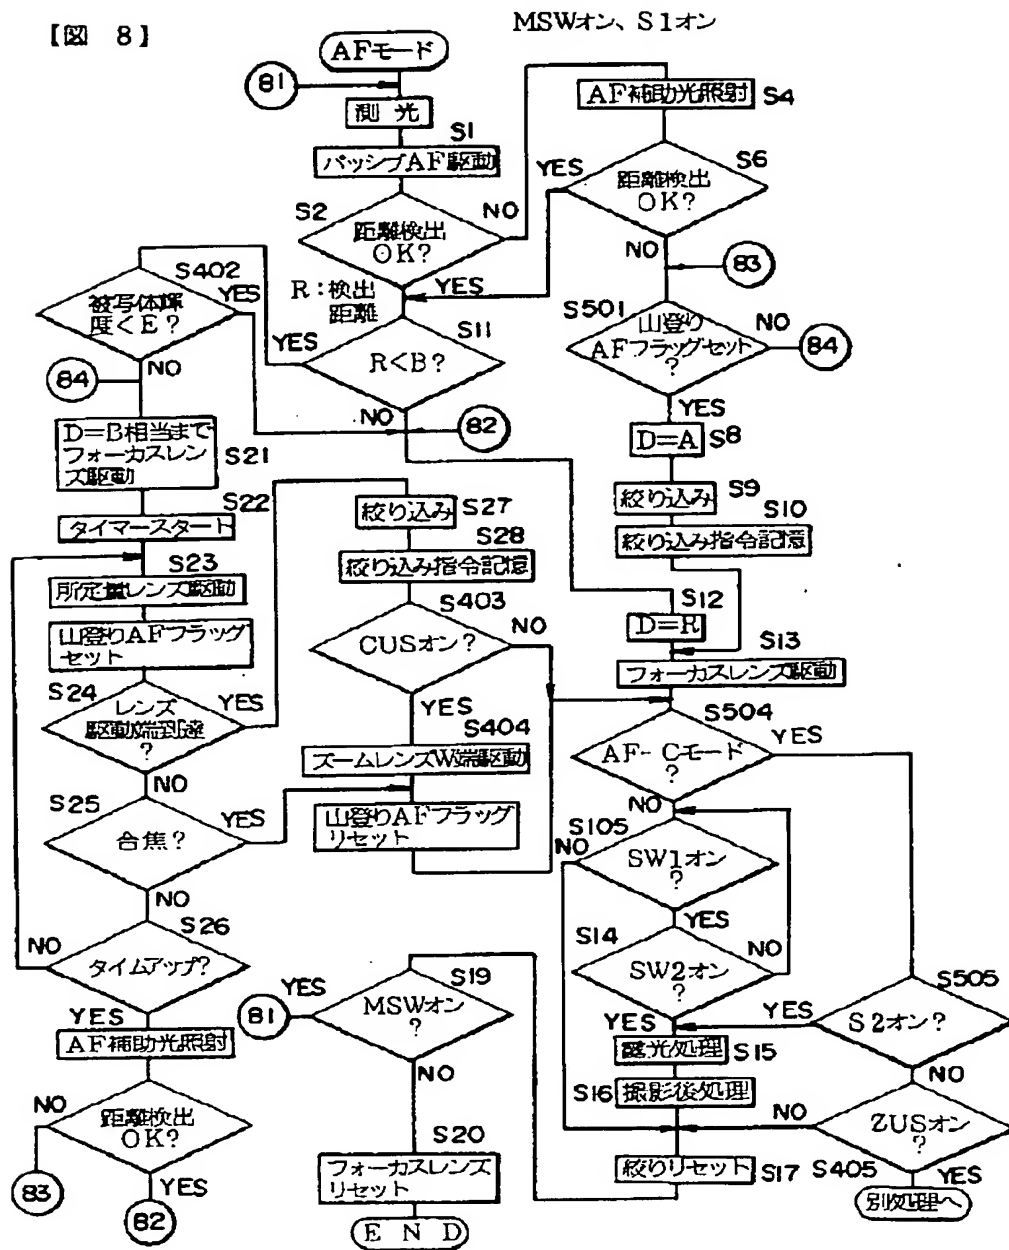 【図 8】
MSWオン、S1オン
AFモード
81
測 光
S1
パッシブAF駆動
S2
距離検出
OK?
NO
YES
R:検出
距離
AF補助光照射
S4
S6
距離検出
OK?
YES
NO
83
S501
山登り
AFフラッグセット
?
NO
84
YES
D=A
S8
絞り込み
S9
S10
絞り込み指令記憶
S402
被写体輝
度<E?
YES
NO
S11
R<B?
YES
NO
82
84
D=B相当まで
フォーカスレン
ズ駆動
S21
S22
タイマースタート
S23
所定量レンズ駆動
山登りAFフラッグ
セット
S24
レンズ
駆動端到達
?
YES
NO
S25
合焦?
YES
NO
S26
タイムアップ?
NO
YES
AF補助光照射
距離検出
OK?
NO
83
YES
82
絞り込み
S27
S28
絞り込み指令記憶
S403
CUSオン?
NO
YES
S404
ズームレンズW端駆動
山登りAFフラッグ
リセット
S12
D=R
S13
フォーカスレンズ駆動
S504
AF-Cモード
?
YES
NO
S105
SW1オン
?
NO
YES
S14
SW2オン
?
NO
YES
露光処理
S15
S16
撮影後処理
絞りリセット
S17
S505
S2オン?
YES
NO
ZUSオン
?
NO
S405
YES
別処理へ
S19
MSWオン
?
YES
81
NO
S20
フォーカスレンズ
リセット
E N D